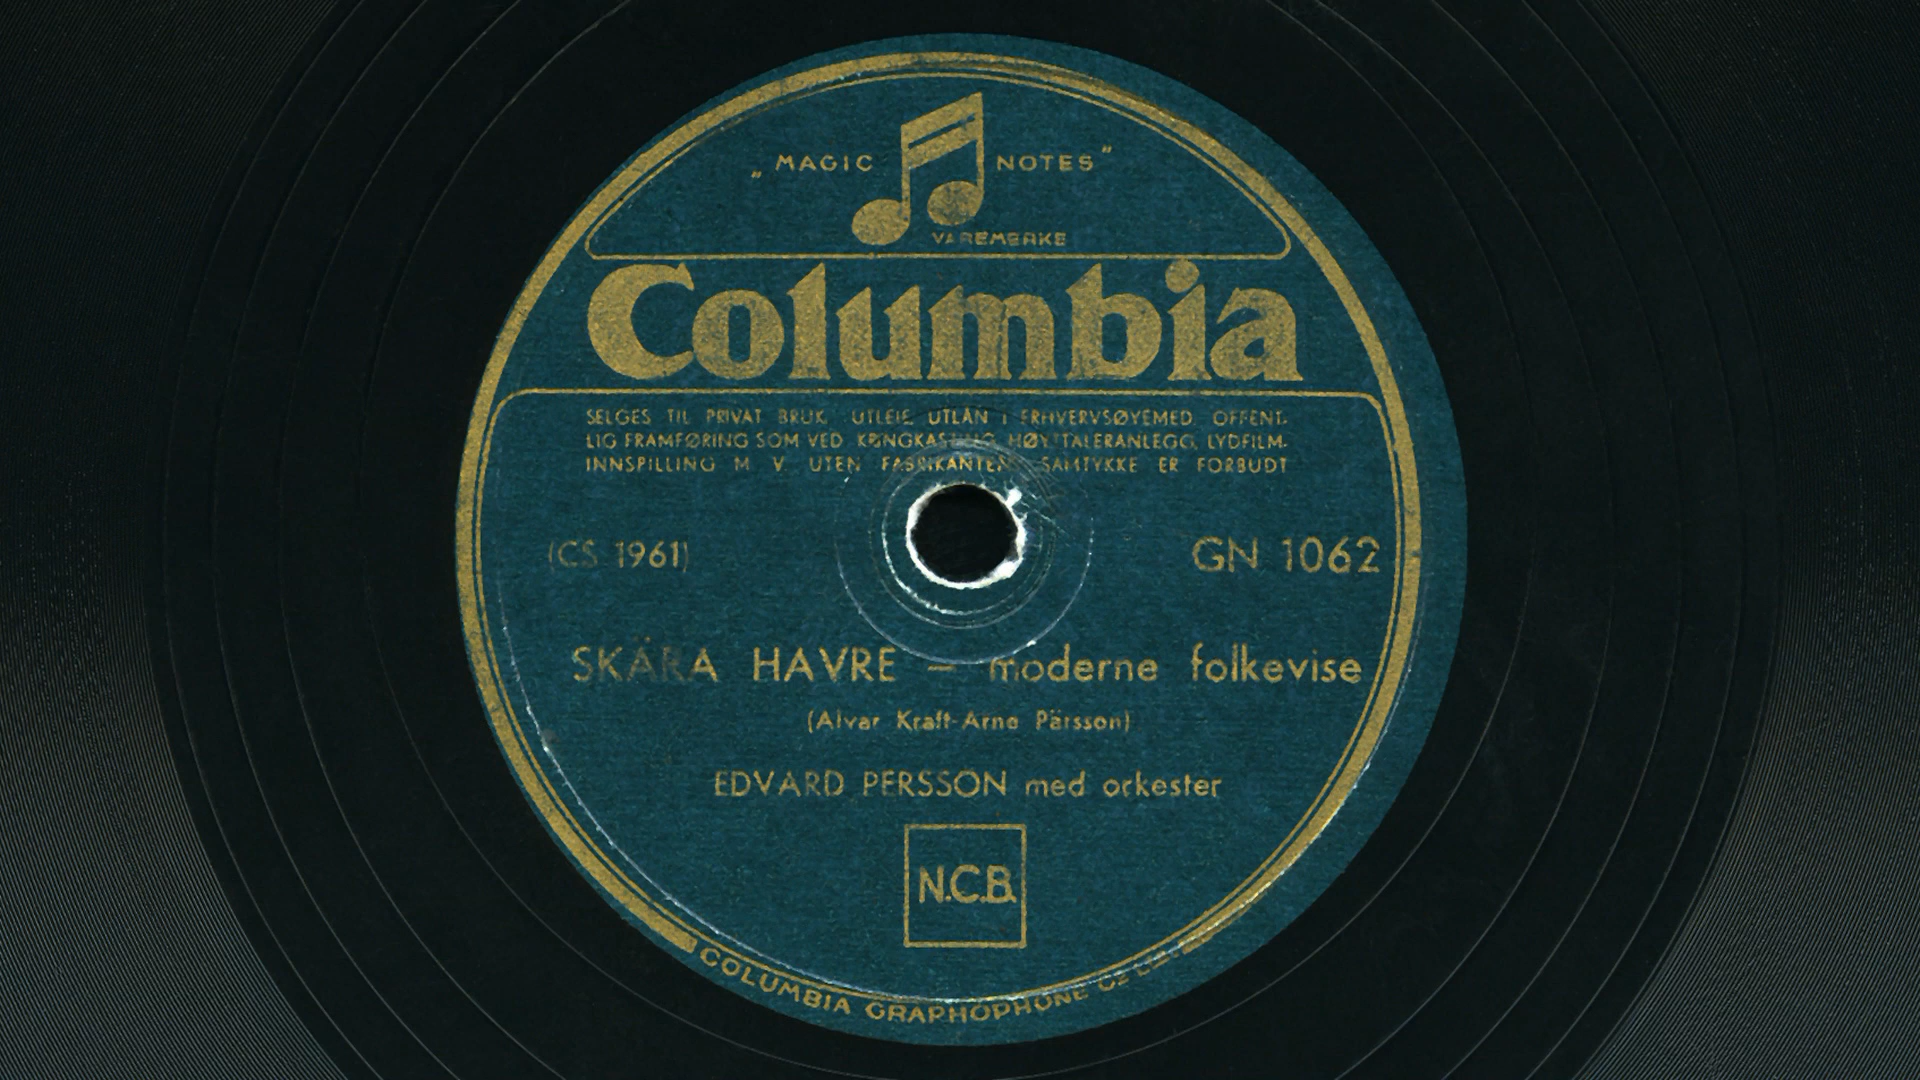 „MAGIC NOTES"
VAREMERKE
Columbia
SELGES TIL PRIVAT BRUK. UTLEIE, UTLÅN I ERHVERVSØYEMED, OFFENT-
LIG FRAMFØRING SOM VED KRINGKASTING, HØYTTALERANLEGG, LYDFILM-
INNSPILLING M. V. UTEN FABRIKANTENS SAMTYKKE ER FORBUDT
(CS 1961)
GN 1062
SKÄRA HAVRE – moderne folkevise
(Alvar Kraft-Arne Pärsson)
EDVARD PERSSON med orkester
N.C.B.
COLUMBIA GRAPHOPHONE Co